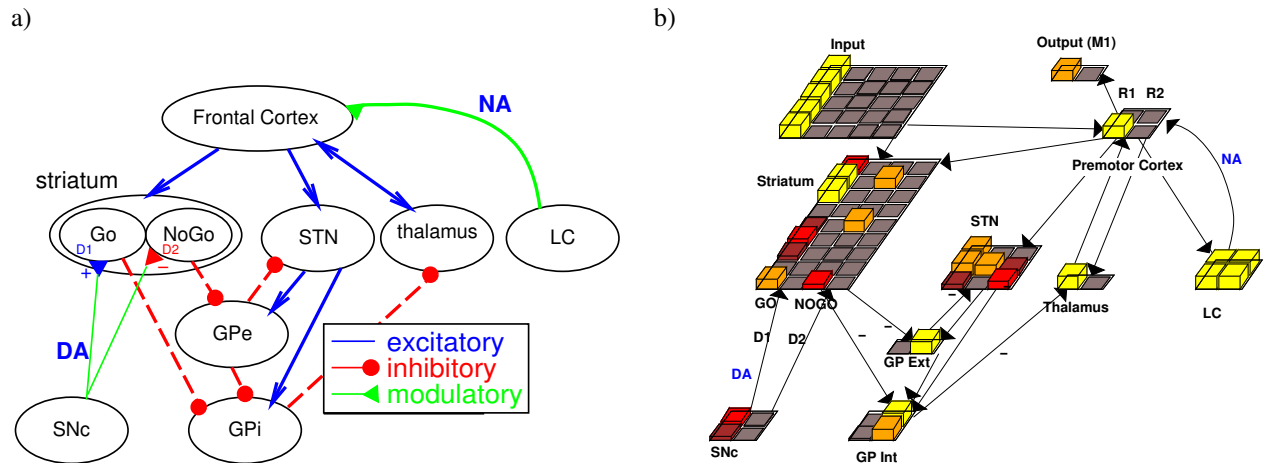 a)
Frontal Cortex
NA
striatum
Go
NoGo
D1
D2
+
–
STN
thalamus
LC
GPe
DA
SNc
GPi
excitatory
inhibitory
modulatory
b)
Input
Output (M1)
R1 R2
Premotor Cortex
NA
Striatum
STN
GO
NOGO
–
Thalamus
LC
D1
D2
–
–
GP Ext
–
DA
SNc
GP Int